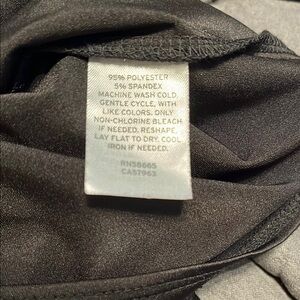 95% POLYESTER
5% SPANDEX
MACHINE WASH COLD,
GENTLE CYCLE, WITH
LIKE COLORS. ONLY
NON-CHLORINE BLEACH
IF NEEDED. RESHAPE,
LAY FLAT TO DRY. COOL
IRON IF NEEDED.
RN58665
CA57963